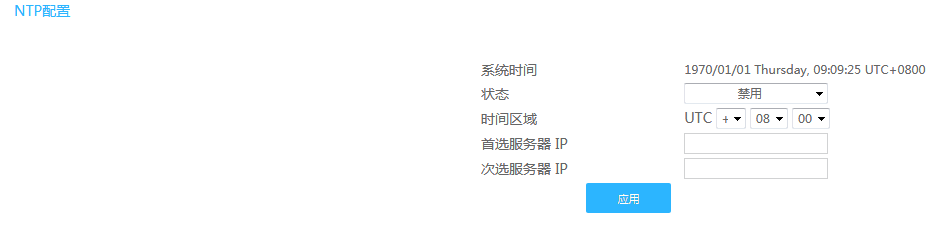 NTP配置
系统时间 1970/01/01 Thursday, 09:09:25 UTC+0800
状态 禁用
时间区域 UTC + 08 00
首选服务器 IP
次选服务器 IP
应用